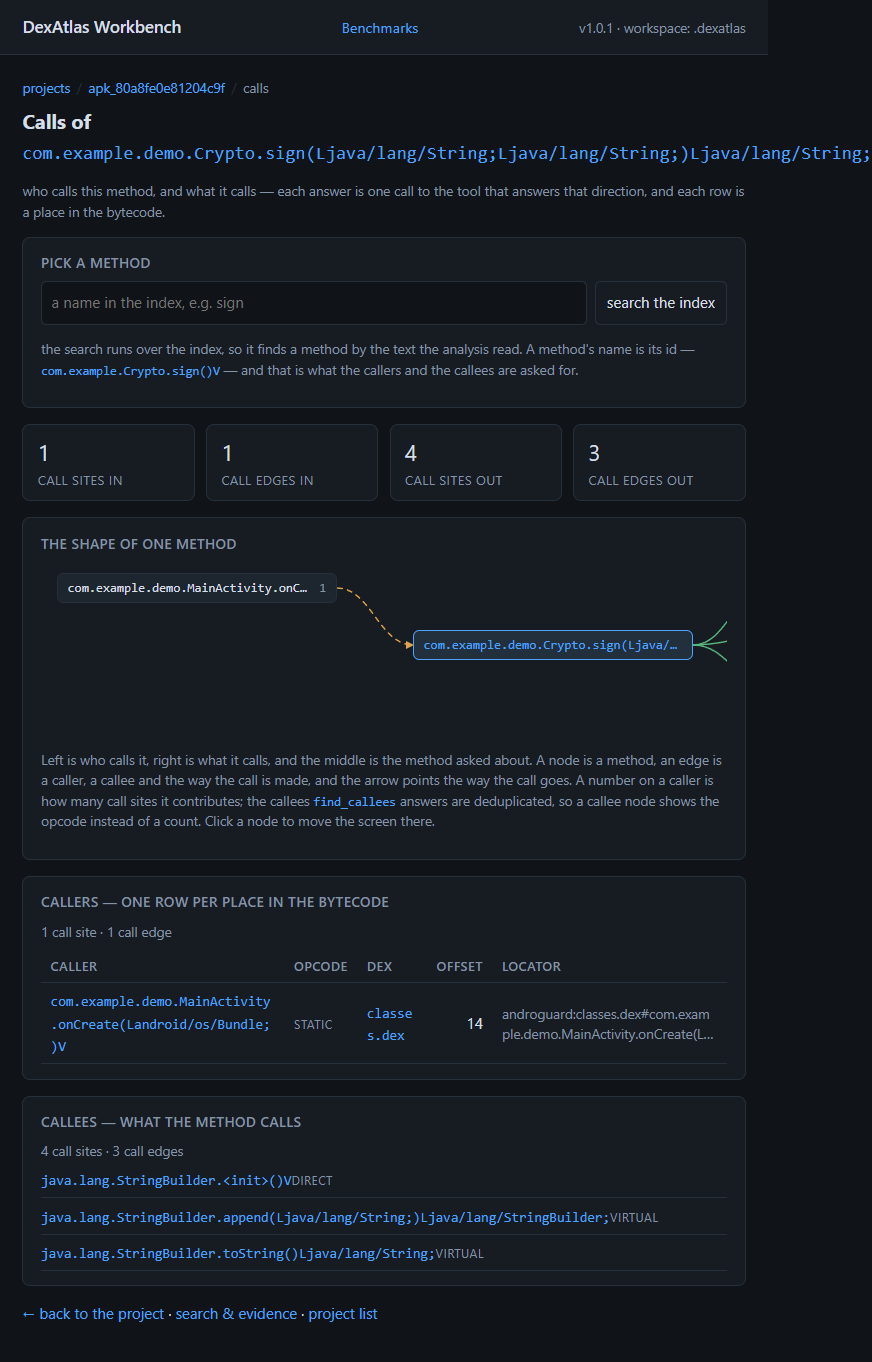 DexAtlas Workbench
Benchmarks
v1.0.1 · workspace: .dexatlas
projects / apk_80a8fe0e81204c9f / calls
Calls of
com.example.demo.Crypto.sign(Ljava/lang/String;Ljava/lang/String;)Ljava/lang/String;
who calls this method, and what it calls — each answer is one call to the tool that answers that direction, and each row is
a place in the bytecode.
PICK A METHOD
a name in the index, e.g. sign
search the index
the search runs over the index, so it finds a method by the text the analysis read. A method's name is its id —
com.example.Crypto.sign()V — and that is what the callers and the callees are asked for.
1
CALL SITES IN
1
CALL EDGES IN
4
CALL SITES OUT
3
CALL EDGES OUT
THE SHAPE OF ONE METHOD
com.example.demo.MainActivity.onC… 1
com.example.demo.Crypto.sign(Ljava/…
Left is who calls it, right is what it calls, and the middle is the method asked about. A node is a method, an edge is
a caller, a callee and the way the call is made, and the arrow points the way the call goes. A number on a caller is
how many call sites it contributes; the callees find_callees answers are deduplicated, so a callee node shows the
opcode instead of a count. Click a node to move the screen there.
CALLERS — ONE ROW PER PLACE IN THE BYTECODE
1 call site · 1 call edge
CALLER OPCODE DEX OFFSET LOCATOR
com.example.demo.MainActivity
.onCreate(Landroid/os/Bundle;
)V
STATIC
classe
s.dex
14
androguard:classes.dex#com.exam
ple.demo.MainActivity.onCreate(L...
CALLEES — WHAT THE METHOD CALLS
4 call sites · 3 call edges
java.lang.StringBuilder.<init>()VDIRECT
java.lang.StringBuilder.append(Ljava/lang/String;)Ljava/lang/StringBuilder;VIRTUAL
java.lang.StringBuilder.toString()Ljava/lang/String;VIRTUAL
← back to the project · search & evidence · project list